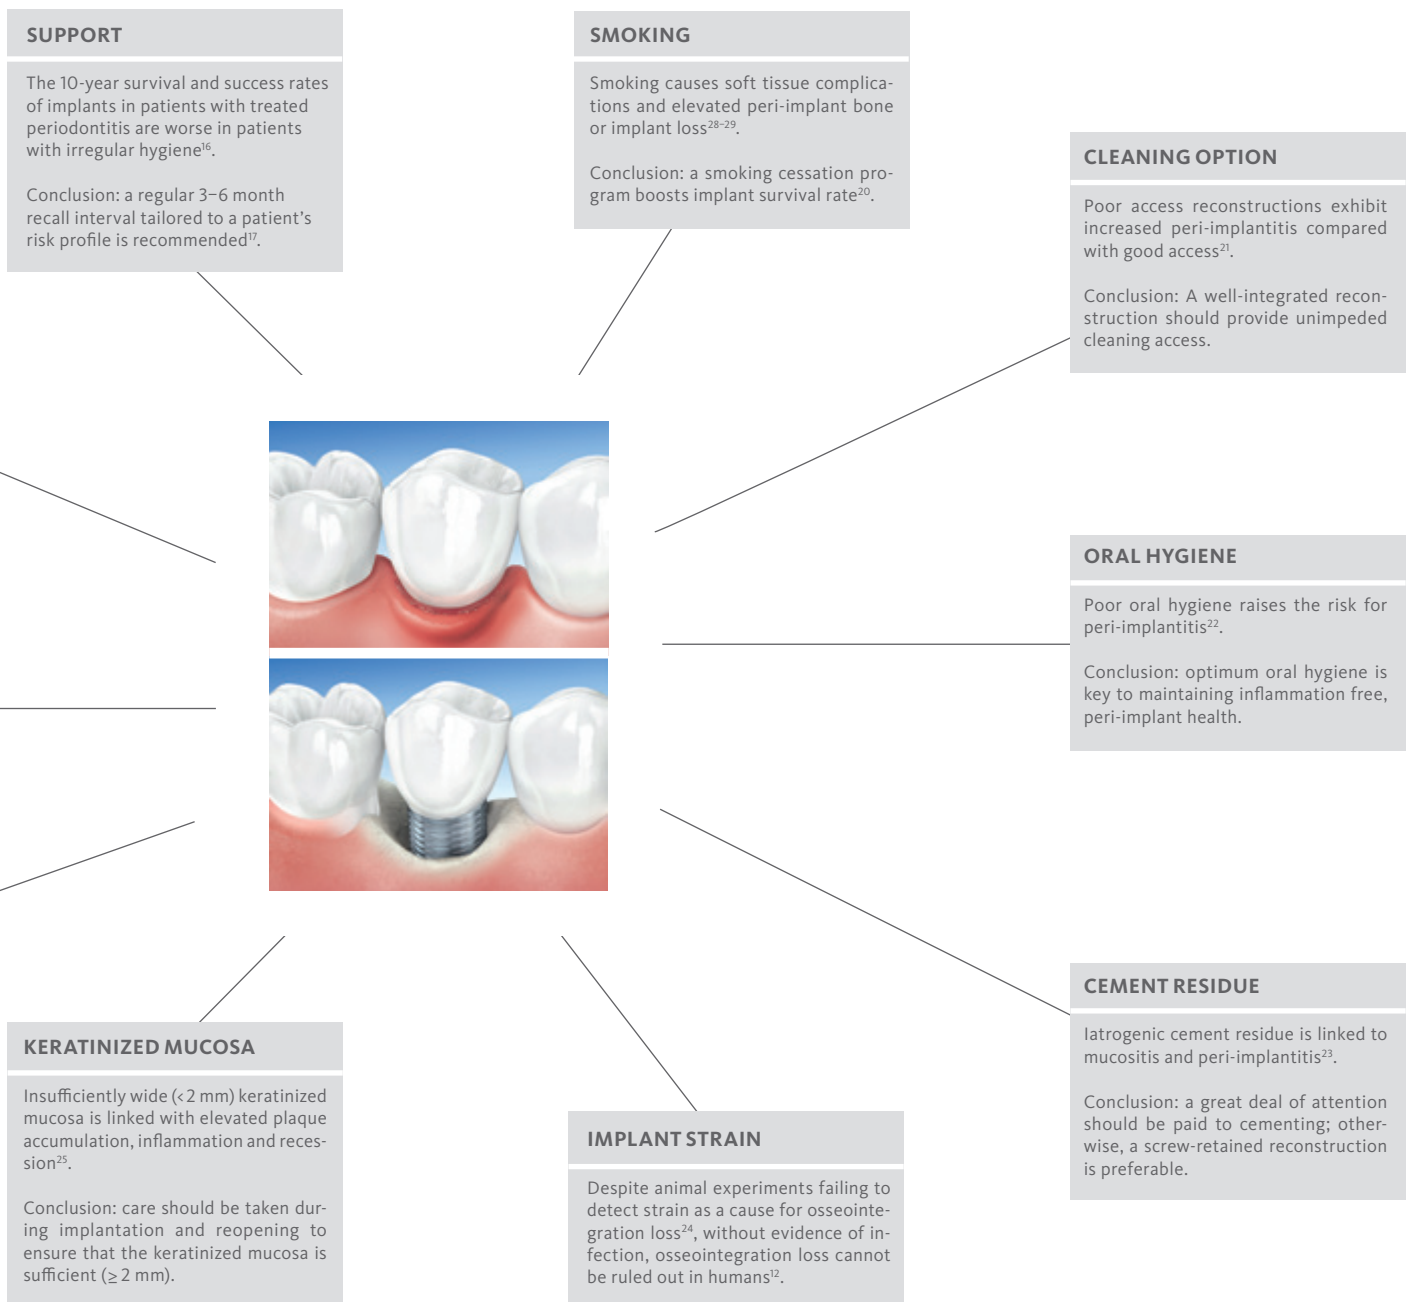 SUPPORT
The 10-year survival and success rates
of implants in patients with treated
periodontitis are worse in patients
with irregular hygiene¹⁶.
Conclusion: a regular 3–6 month
recall interval tailored to a patient’s
risk profile is recommended¹⁷.
SMOKING
Smoking causes soft tissue complica-
tions and elevated peri-implant bone
or implant loss²⁸⁻²⁹.
Conclusion: a smoking cessation pro-
gram boosts implant survival rate²⁰.
CLEANING OPTION
Poor access reconstructions exhibit
increased peri-implantitis compared
with good access²¹.
Conclusion: A well-integrated recon-
struction should provide unimpeded
cleaning access.
ORAL HYGIENE
Poor oral hygiene raises the risk for
peri-implantitis²².
Conclusion: optimum oral hygiene is
key to maintaining inflammation free,
peri-implant health.
CEMENT RESIDUE
Iatrogenic cement residue is linked to
mucositis and peri-implantitis²³.
Conclusion: a great deal of attention
should be paid to cementing; other-
wise, a screw-retained reconstruction
is preferable.
KERATINIZED MUCOSA
Insufficiently wide (< 2 mm) keratinized
mucosa is linked with elevated plaque
accumulation, inflammation and reces-
sion²⁵.
Conclusion: care should be taken dur-
ing implantation and reopening to
ensure that the keratinized mucosa is
sufficient (≥ 2 mm).
IMPLANT STRAIN
Despite animal experiments failing to
detect strain as a cause for osseointe-
gration loss²⁴, without evidence of in-
fection, osseointegration loss cannot
be ruled out in humans¹².